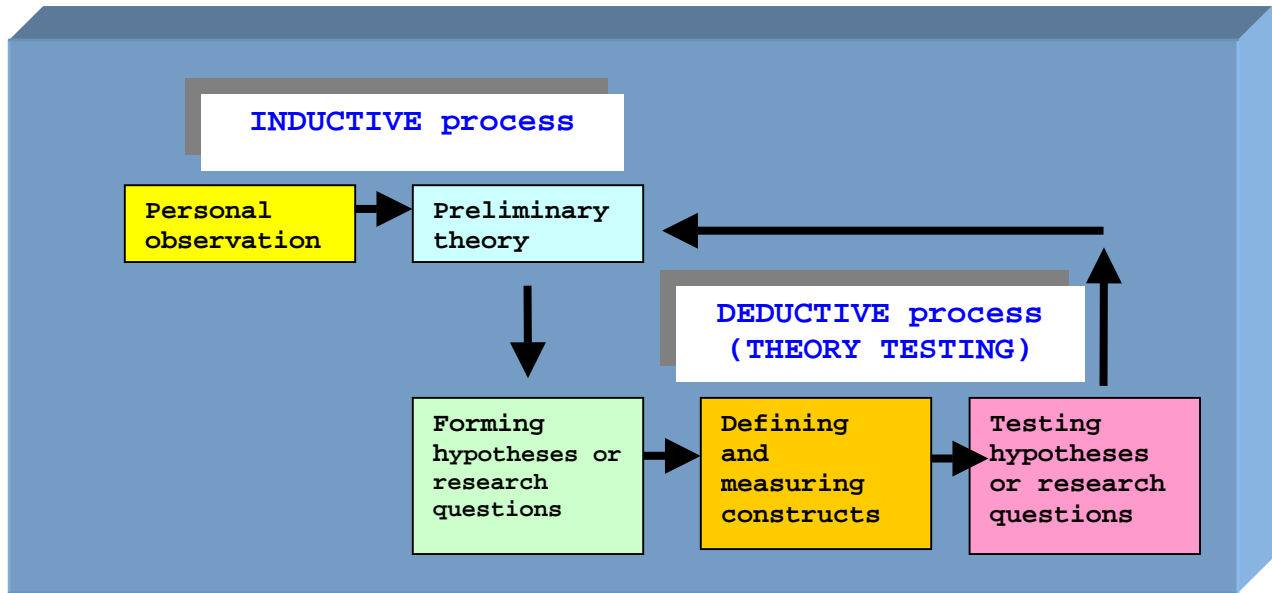 INDUCTIVE process
Personal
observation
Preliminary
theory
DEDUCTIVE process
(THEORY TESTING)
Forming
hypotheses or
research
questions
Defining
and
measuring
constructs
Testing
hypotheses
or research
questions